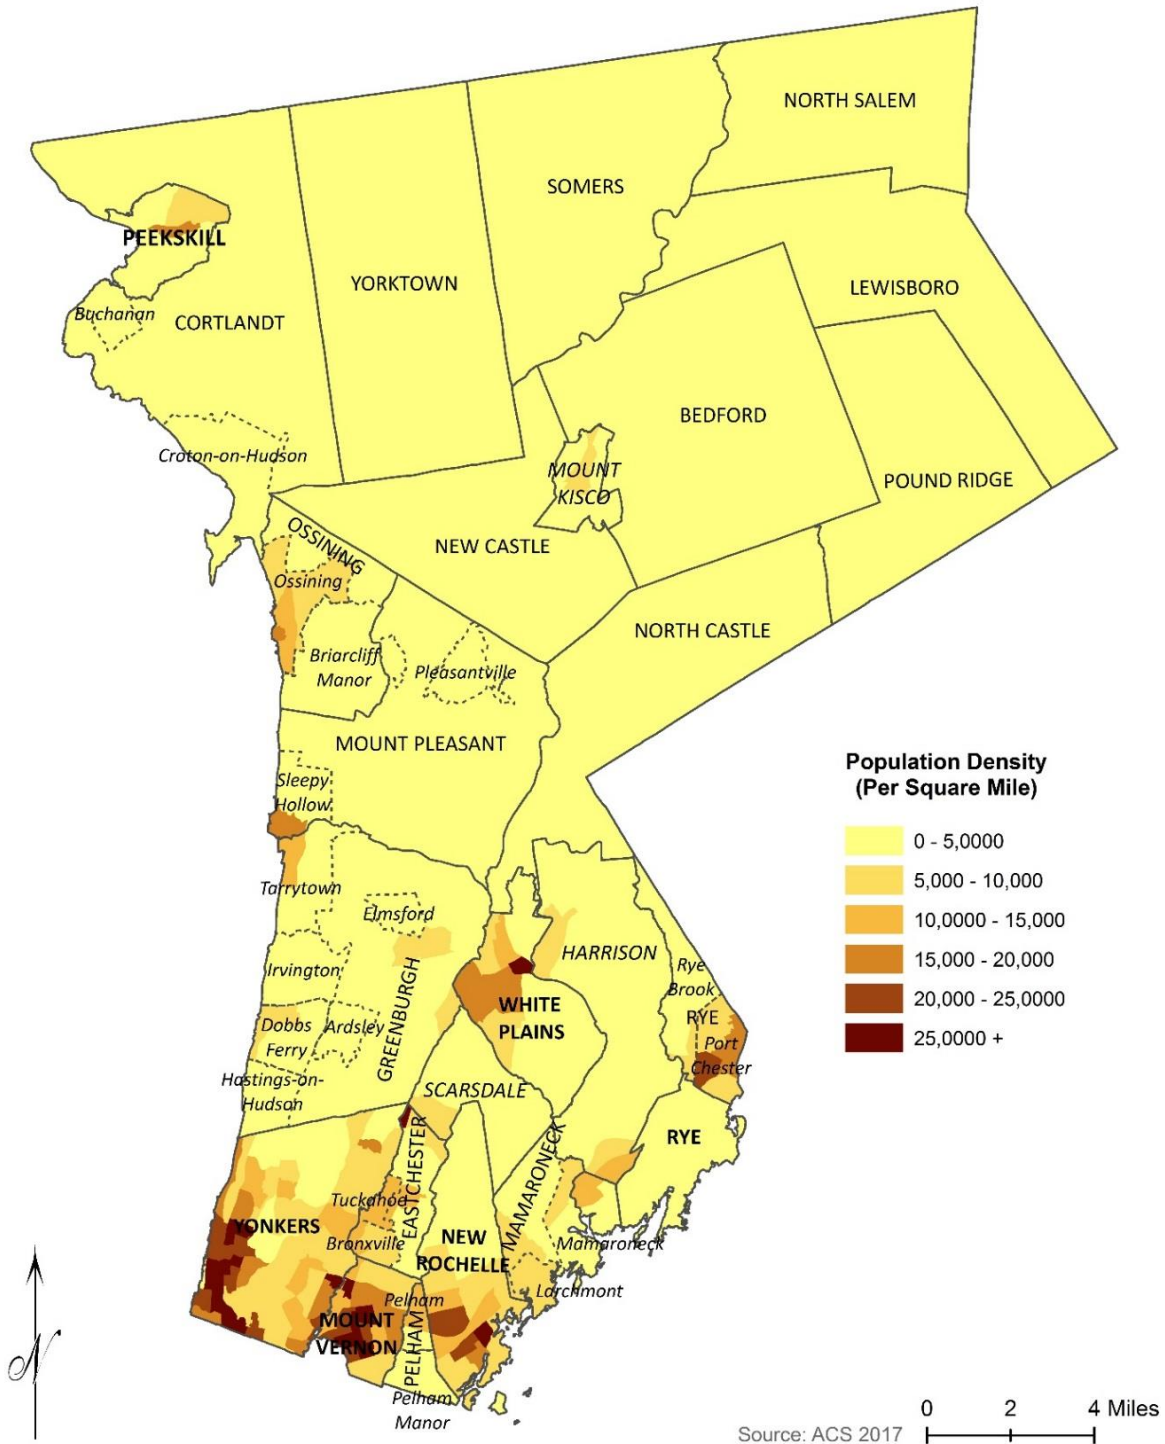 NORTH SALEM
SOMERS
PEEKSKILL
YORKTOWN
LEWISBORO
Buchanan
CORTLANDT
BEDFORD
Croton-on-Hudson
MOUNT
KISCO
POUND RIDGE
OSSINING
NEW CASTLE
Ossining
NORTH CASTLE
Briarcliff
Manor
Pleasantville
MOUNT PLEASANT
Sleepy
Hollow
Tarrytown
Elmsford
HARRISON
Irvington
Rye
Brook
WHITE
PLAINS
RYE
Dobbs
Ferry
Ardsley
GREENBURGH
Port
Chester
Hastings-on-
Hudson
SCARSDALE
RYE
EASTCHESTER
MAMARONECK
Tuckahoe
YONKERS
Bronxville
NEW
ROCHELLE
Mamaroneck
Larchmont
Pelham
MOUNT
VERNON
PELHAM
Pelham
Manor
Population Density
(Per Square Mile)
0 - 5,0000
5,000 - 10,000
10,0000 - 15,000
15,000 - 20,000
20,000 - 25,0000
25,0000 +
N
0 2 4 Miles
Source: ACS 2017